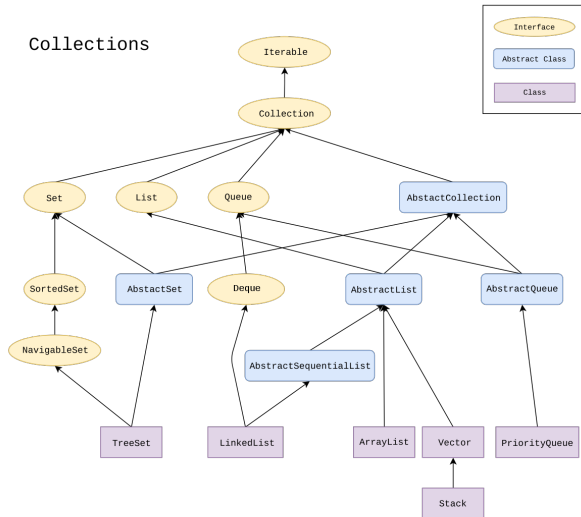 Collections
Interface
Abstract Class
Class
Iterable
Collection
Set
List
Queue
AbstactCollection
SortedSet
AbstactSet
Deque
AbstractList
AbstractQueue
NavigableSet
AbstractSequentialList
TreeSet
LinkedList
ArrayList
Vector
PriorityQueue
Stack